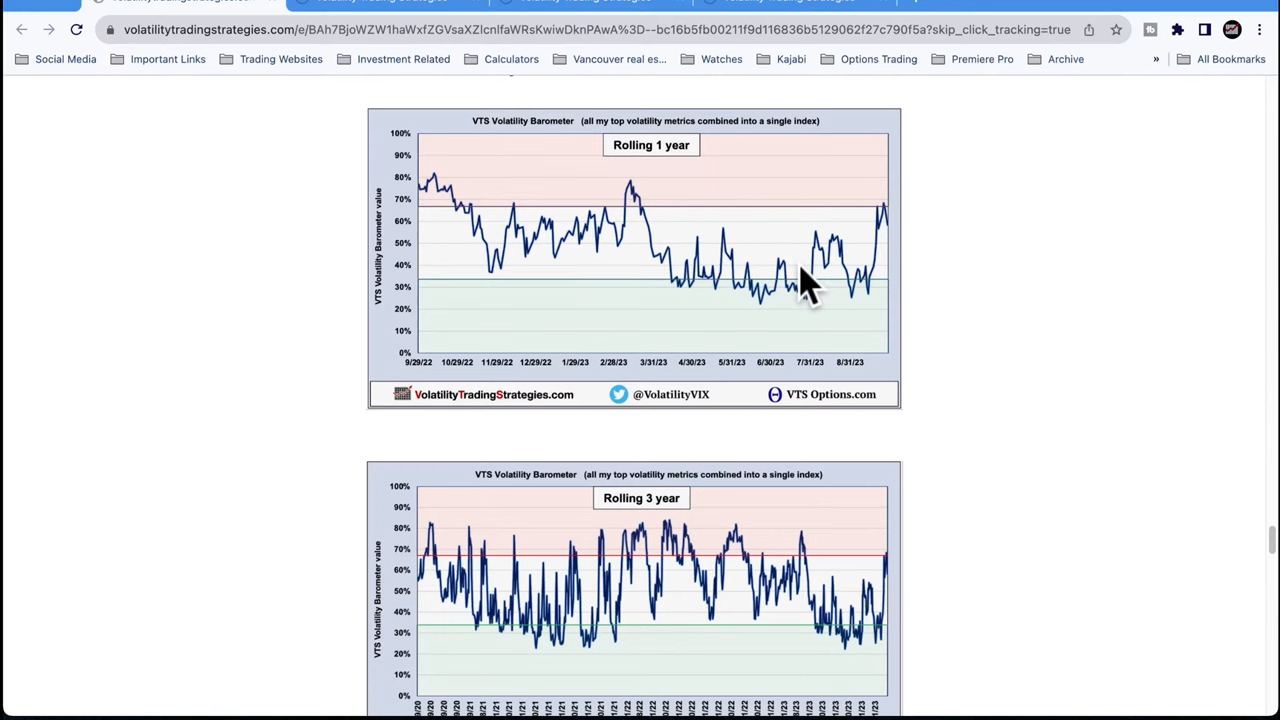 volatilitytradingstrategies.com/e/BAh7BjoWZW1haWxfZGVsaXZlcnlfaWRsKwiwDknPAwA%3D--bc16b5fb00211f9d116836b5129062f27c790f5a?skip_click_tracking=true
Social Media Important Links Trading Websites Investment Related Calculators Vancouver real es... Watches Kajabi Options Trading Premiere Pro Archive » All Bookmarks
VTS Volatility Barometer (all my top volatility metrics combined into a single index)
Rolling 1 year
VTS Volatility Barometer value
100%
90%
80%
70%
60%
50%
40%
30%
20%
10%
0%
9/29/22 10/29/22 11/29/22 12/29/22 1/29/23 2/28/23 3/31/23 4/30/23 5/31/23 6/30/23 7/31/23 8/31/23
VolatilityTradingStrategies.com @VolatilityVIX VTS Options.com
VTS Volatility Barometer (all my top volatility metrics combined into a single index)
Rolling 3 year
VTS Volatility Barometer value
100%
90%
80%
70%
60%
50%
40%
30%
20%
10%
0%